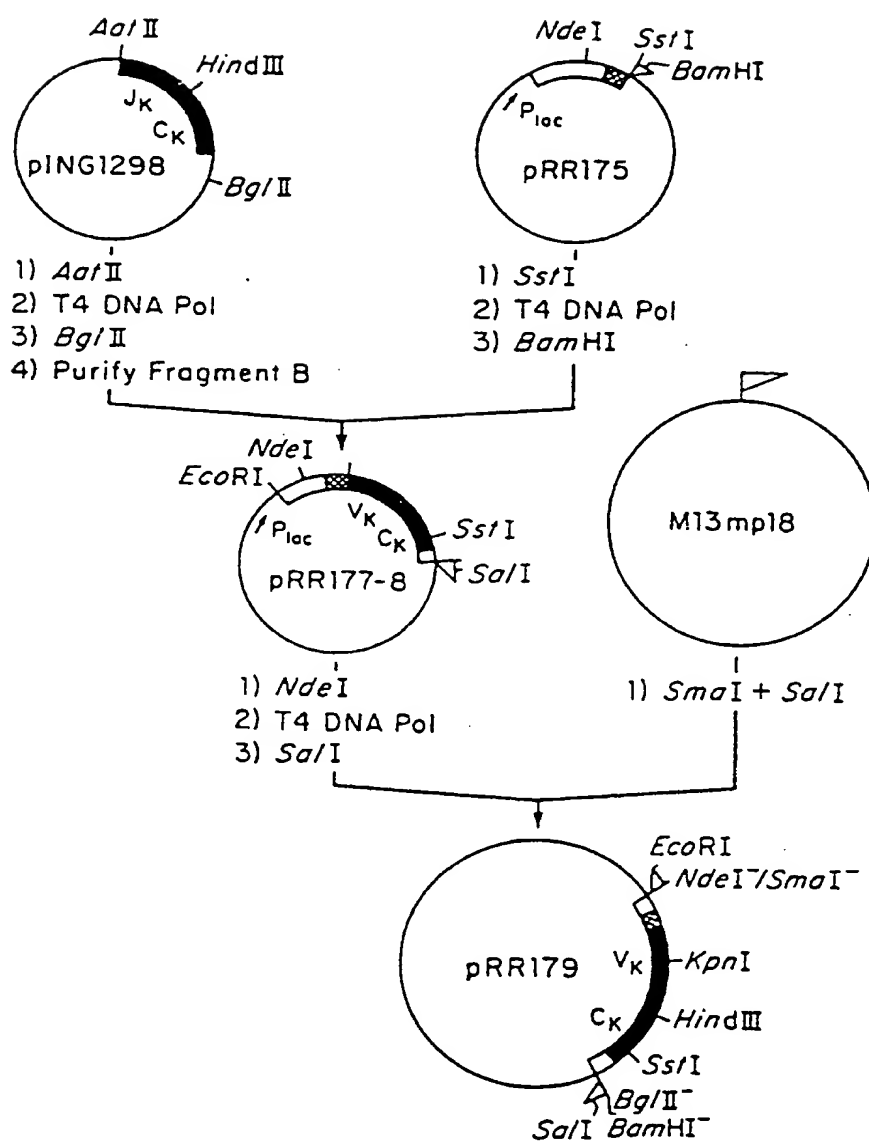 AatII
HindIII
JK
CK
pING1298
BglII
1) AatII
2) T4 DNA Pol
3) BglII
4) Purify Fragment B
NdeI
SstI
BamHI
Plac
pRR175
1) SstI
2) T4 DNA Pol
3) BamHI
NdeI
EcoRI
Plac
VK
CK
SstI
SalI
pRR177-8
M13mp18
1) NdeI
2) T4 DNA Pol
3) SalI
1) SmaI + SalI
EcoRI
NdeI⁻/SmaI⁻
pRR179
VK
KpnI
CK
HindIII
SstI
BglII⁻
SalI BamHI⁻